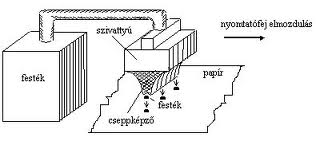 szivattyú
nyomtatófej elmozdulás
festék
papír
festék
cseppképző